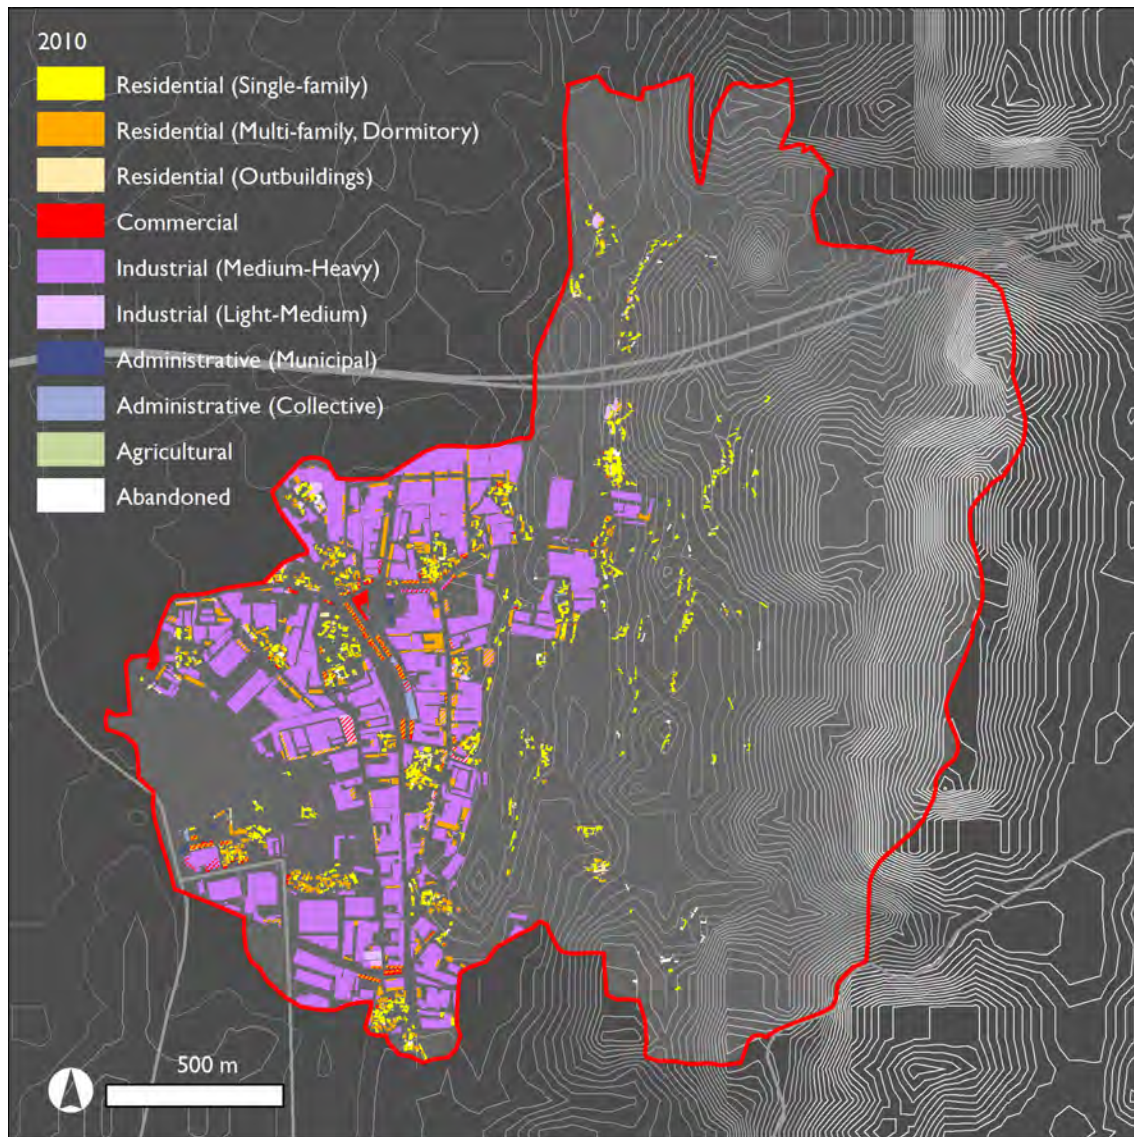 2010
Residential (Single-family)
Residential (Multi-family, Dormitory)
Residential (Outbuildings)
Commercial
Industrial (Medium-Heavy)
Industrial (Light-Medium)
Administrative (Municipal)
Administrative (Collective)
Agricultural
Abandoned
500 m